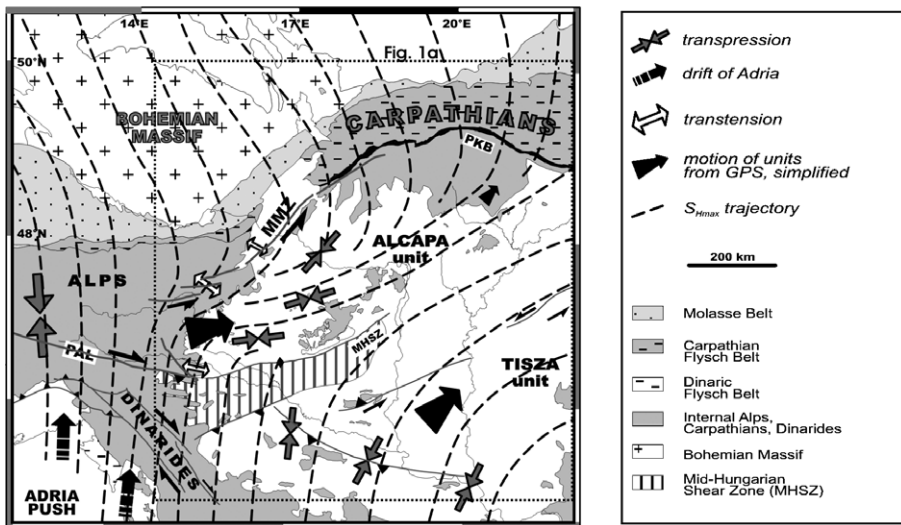 14°E
17°E
20°E
Fig. 1a
50°N
BOHEMIAN
MASSIF
CARPATHIANS
PKB
MMZ
48°N
ALCAPA
unit
ALPS
MHSZ
PAL
TISZA
unit
DINARIDES
ADRIA
PUSH
transpression
drift of Adria
transtension
motion of units
from GPS, simplified
SHmax trajectory
200 km
Molasse Belt
Carpathian
Flysch Belt
Dinaric
Flysch Belt
Internal Alps,
Carpathians, Dinarides
Bohemian Massif
Mid-Hungarian
Shear Zone (MHSZ)